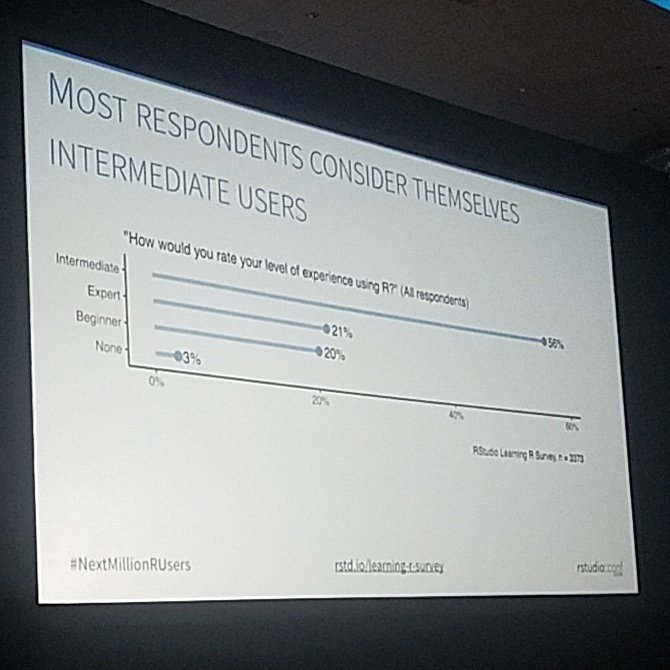 MOST RESPONDENTS CONSIDER THEMSELVES
INTERMEDIATE USERS
"How would you rate your level of experience using R?" (All respondents)
Intermediate
56%
Expert
21%
Beginner
20%
None
3%
0%
20%
40%
60%
RStudio Learning R Survey, n = 3373
#NextMillionRUsers
rstd.io/learning-r-survey
rstudio::conf